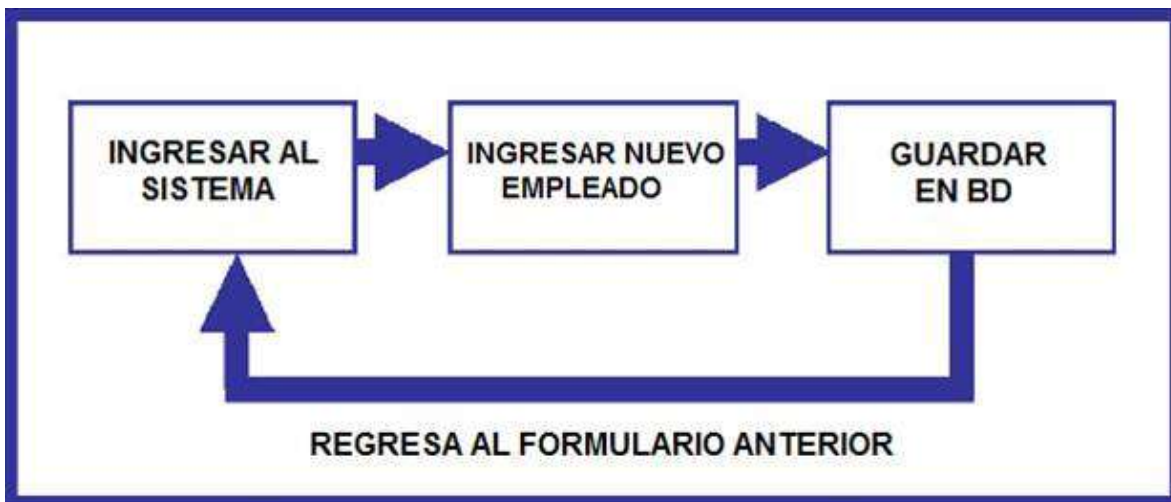 INGRESAR AL
SISTEMA
INGRESAR NUEVO
EMPLEADO
GUARDAR
EN BD
REGRESA AL FORMULARIO ANTERIOR